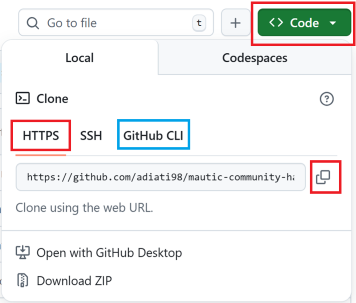 Go to file t + <> Code
Local Codespaces
Clone
HTTPS SSH GitHub CLI
https://github.com/adiati98/mautic-community-ha
Clone using the web URL.
Open with GitHub Desktop
Download ZIP